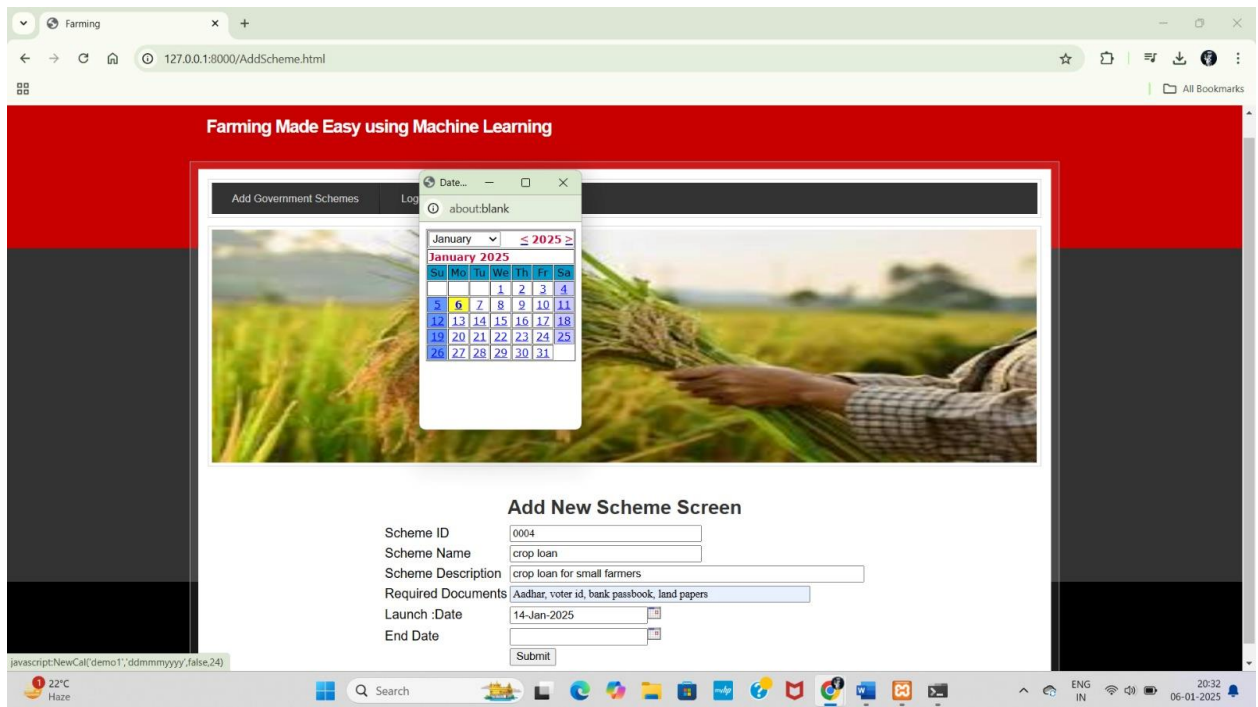 Farming
127.0.0.1:8000/AddScheme.html
All Bookmarks
Farming Made Easy using Machine Learning
Add Government Schemes Log
Date...
about:blank
January < 2025 >
January 2025
Su Mo Tu We Th Fr Sa
1 2 3 4
5 6 7 8 9 10 11
12 13 14 15 16 17 18
19 20 21 22 23 24 25
26 27 28 29 30 31
Add New Scheme Screen
Scheme ID 0004
Scheme Name crop loan
Scheme Description crop loan for small farmers
Required Documents Aadhar, voter id, bank passbook, land papers
Launch :Date 14-Jan-2025
End Date
Submit
javascript:NewCal('demo1','ddmmmyyyy',false,24)
1 22°C
Haze
Search
ENG
IN
20:32
06-01-2025